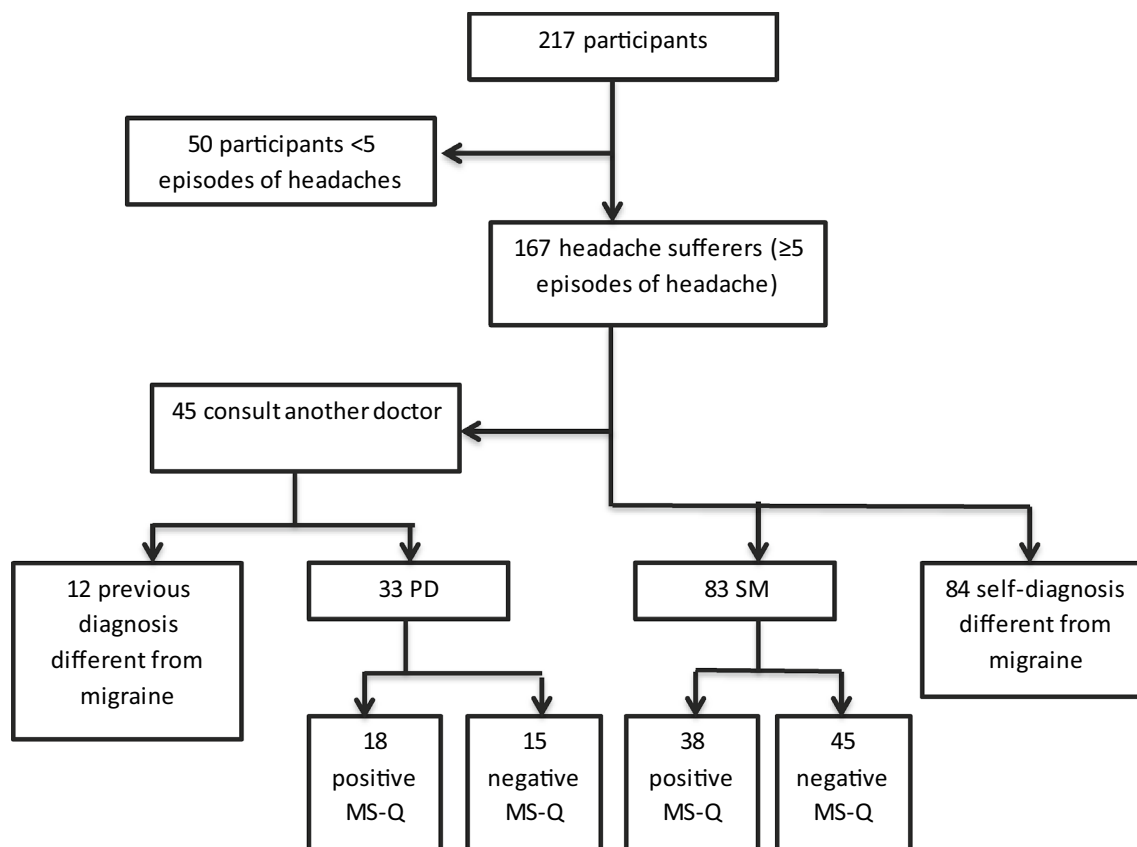 217 participants
50 participants <5
episodes of headaches
167 headache sufferers (≥5
episodes of headache)
45 consult another doctor
12 previous
diagnosis
different from
migraine
33 PD
83 SM
84 self-diagnosis
different from
migraine
18
positive
MS-Q
15
negative
MS-Q
38
positive
MS-Q
45
negative
MS-Q